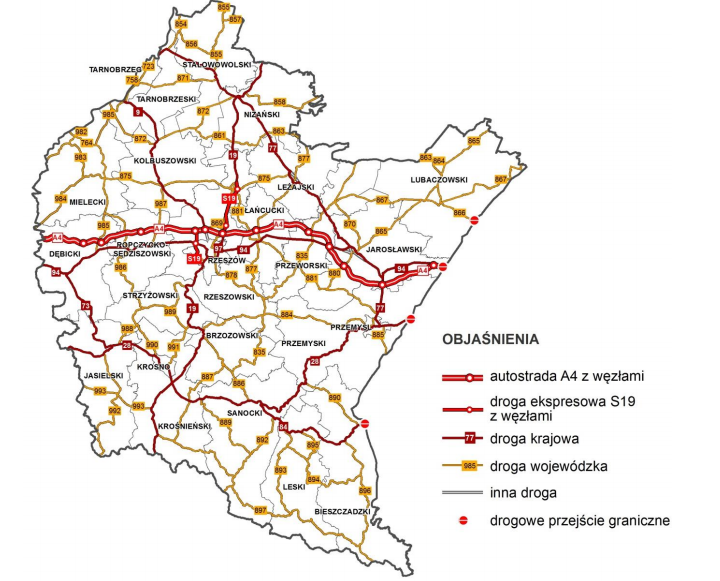 855
857
854
856
855
STALOWOWOLSKI
TARNOBRZEG
723
758
871
TARNOBRZESKI
858
9
872
NIŻAŃSKI
985
982
872
861
863
764
77
983
KOLBUSZOWSKI
19
877
863
864
865
875
875
LEŻAJSKI
LUBACZOWSKI
867
984
MIELECKI
987
S19
867
881
ŁAŃCUCKI
866
985
A4
869
A4
870
865
A4
ROPCZYCKO-
SĘDZISZOWSKI
97
94
JAROSŁAWSKI
DĘBICKI
S19
RZESZÓW
835
94
986
877
PRZEWORSKI
94
A4
878
881
880
STRZYŻOWSKI
RZESZOWSKI
73
19
77
989
884
988
PRZEMYŚL
BRZOZOWSKI
885
28
990
991
835
PRZEMYSKI
28
KROSNO
JASIELSKI
887
886
993
890
992
993
SANOCKI
KROŚNIEŃSKI
889
84
892
895
893
894
LESKI
896
897
BIESZCZADZKI
OBJAŚNIENIA
autostrada A4 z węzłami
droga ekspresowa S19
z węzłami
77 droga krajowa
985 droga wojewódzka
inna droga
drogowe przejście graniczne